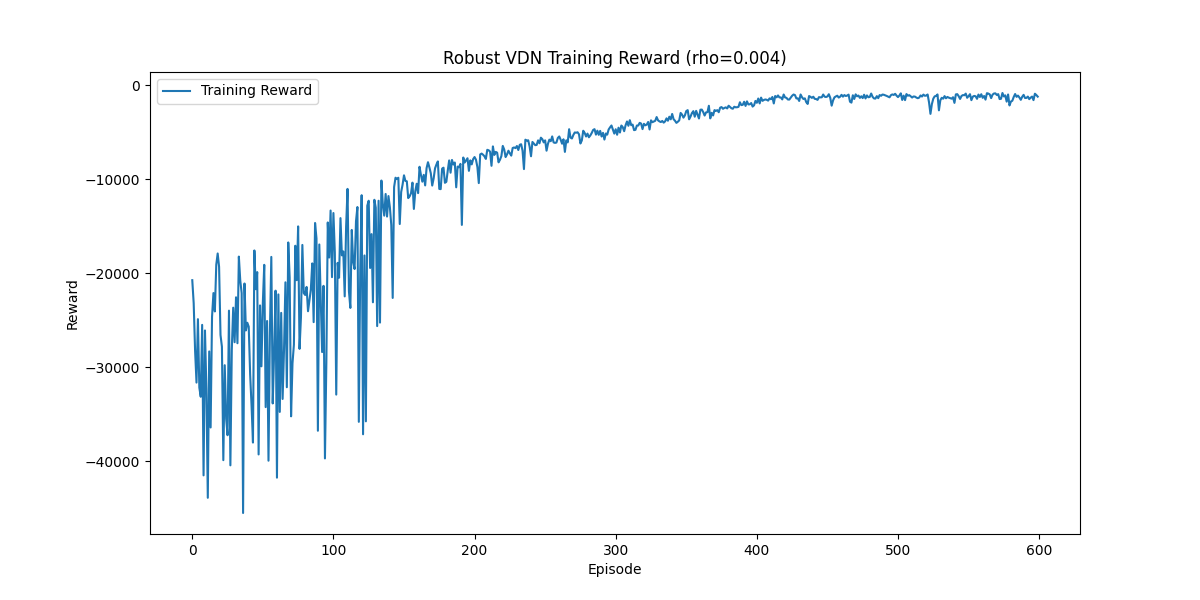 Robust VDN Training Reward (rho=0.004)
Training Reward
0
−10000
−20000
−30000
−40000
Reward
0 100 200 300 400 500 600
Episode